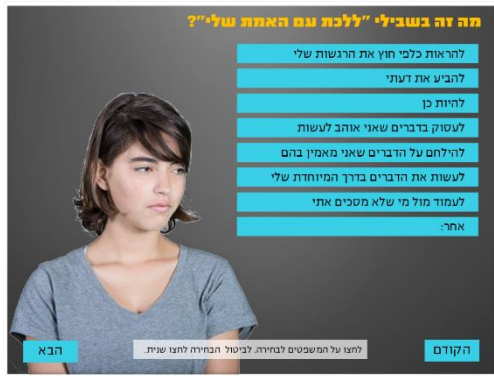 מה זה בשבילי "ללכת עם האמת שלי"?
להראות כלפי חוץ את הרגשות שלי
להביע את דעתי
להיות כן
לעסוק בדברים שאני אוהב לעשות
להילחם על הדברים שאני מאמין בהם
לעשות את הדברים בדרך המיוחדת שלי
לעמוד מול מי שלא מסכים אתי
אחר:
הקודם
לחצו על המשפטים לבחירה. לביטול הבחירה לחצו שנית.
הבא